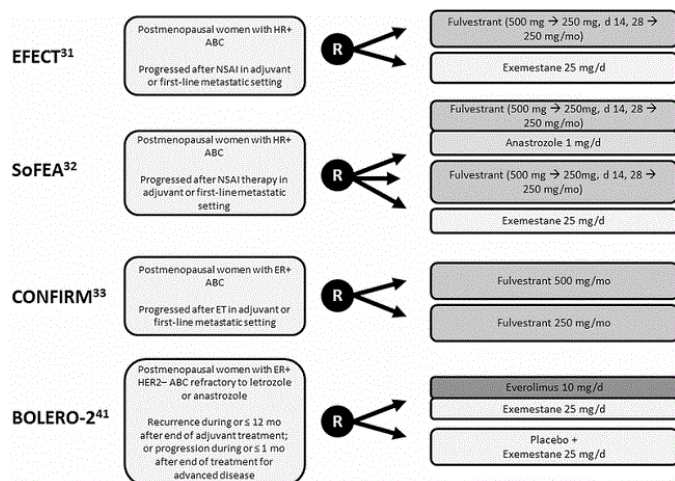 EFECT³¹
Postmenopausal women with HR+
ABC
Progressed after NSAI in adjuvant
or first-line metastatic setting
R
Fulvestrant (500 mg → 250 mg, d 14, 28 →
250 mg/mo)
Exemestane 25 mg/d
SoFEA³²
Postmenopausal women with HR+
ABC
Progressed after NSAI therapy in
adjuvant or first-line metastatic
setting
R
Fulvestrant (500 mg → 250mg, d 14, 28 →
250 mg/mo)
Anastrozole 1 mg/d
Fulvestrant (500 mg → 250mg, d 14, 28 →
250 mg/mo)
Exemestane 25 mg/d
CONFIRM³³
Postmenopausal women with ER+
ABC
Progressed after ET in adjuvant or
first-line metastatic setting
R
Fulvestrant 500 mg/mo
Fulvestrant 250 mg/mo
BOLERO-2⁴¹
Postmenopausal women with ER+
HER2– ABC refractory to letrozole
or anastrozole
Recurrence during or ≤ 12 mo
after end of adjuvant treatment;
or progression during or ≤ 1 mo
after end of treatment for
advanced disease
R
Everolimus 10 mg/d
Exemestane 25 mg/d
Placebo +
Exemestane 25 mg/d